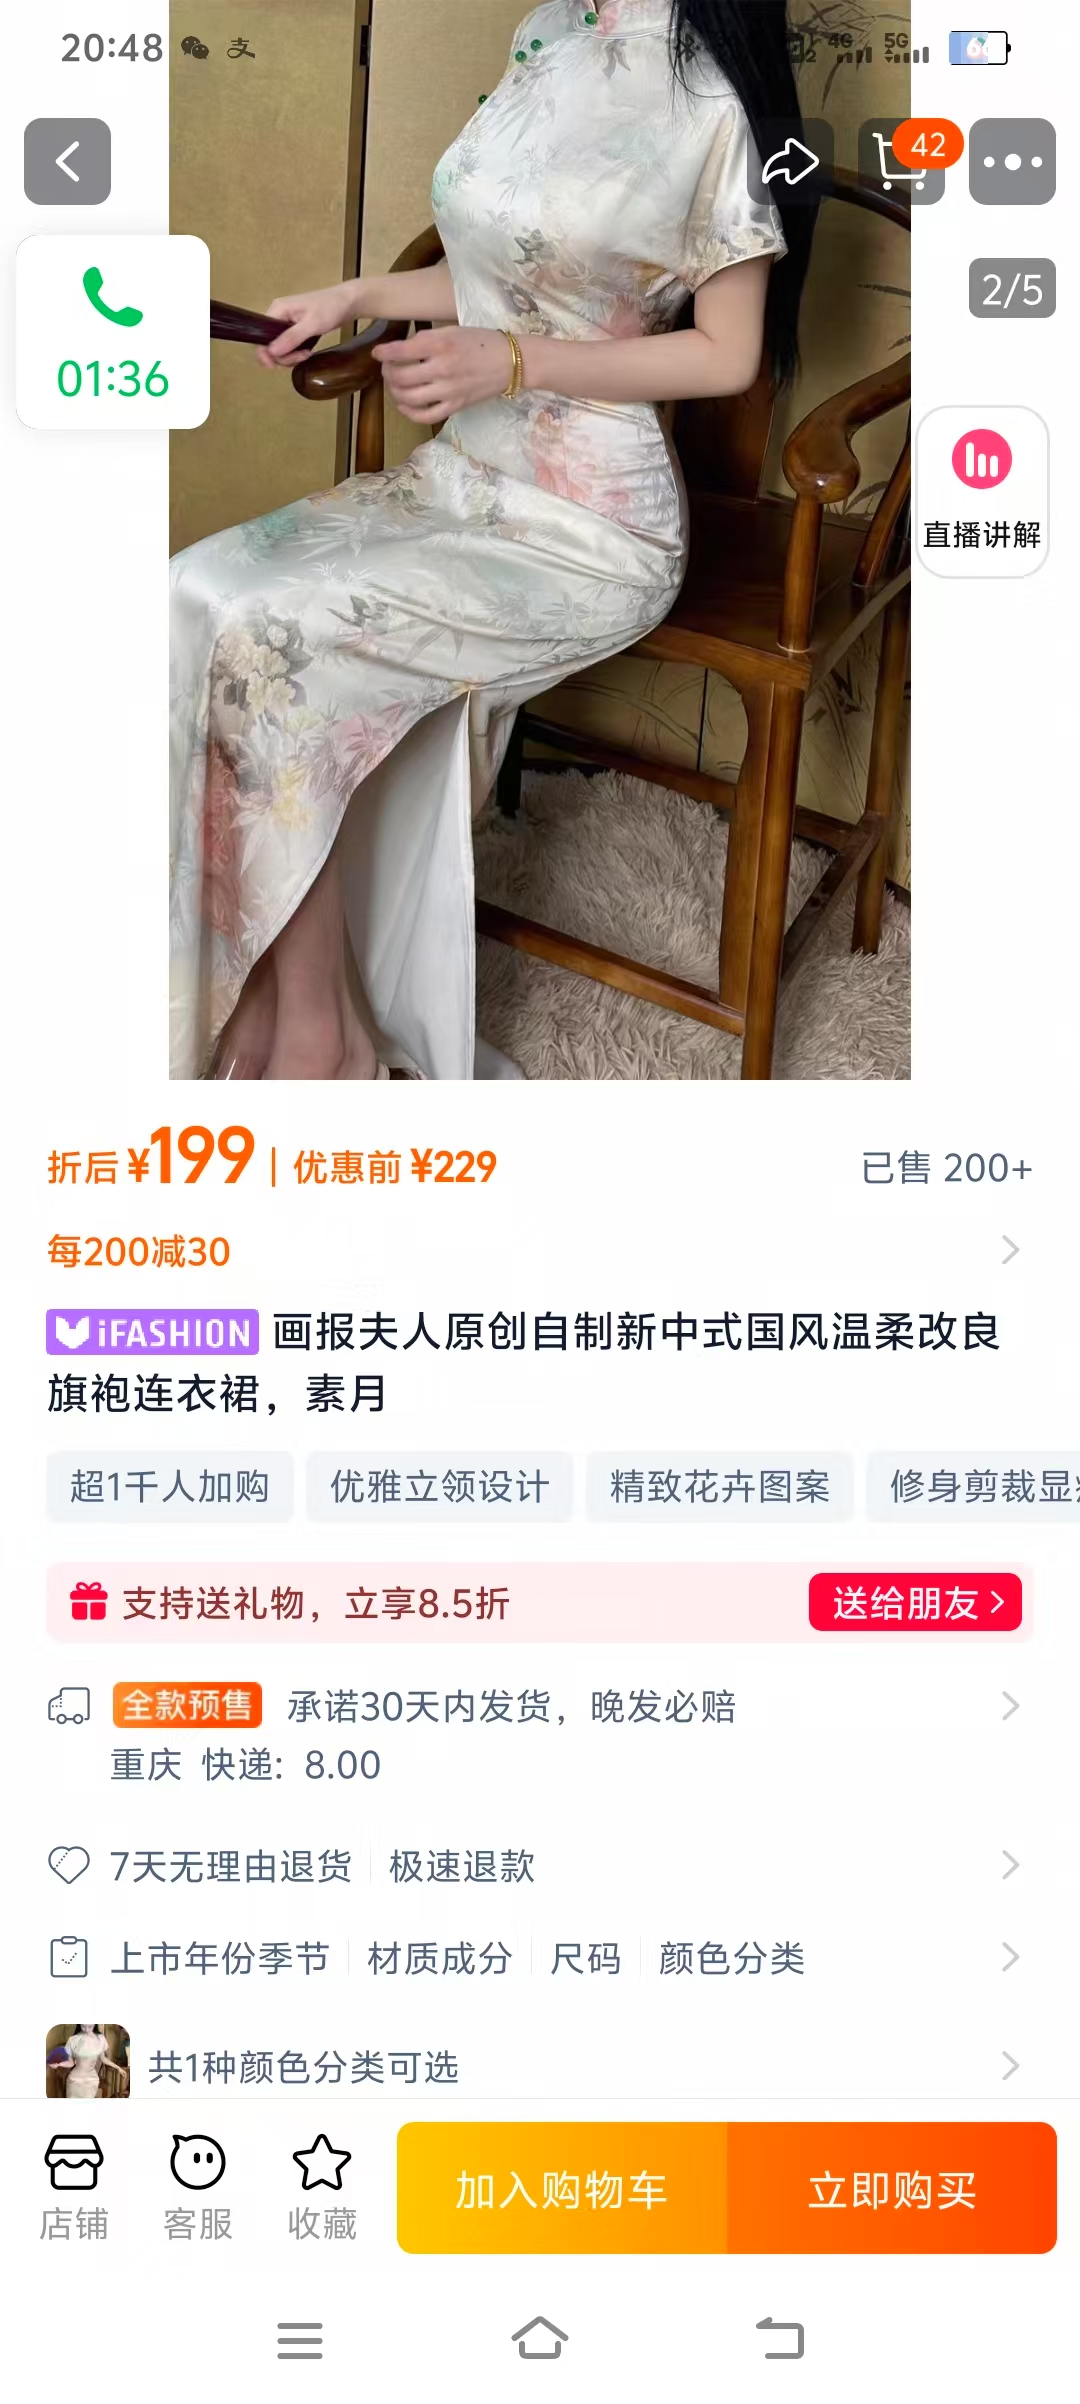 20:48 支 4G 5G
42
2/5
01:36
直播讲解
折后 ¥199 | 优惠前 ¥229 已售 200+
每200减30
iFASHION 画报夫人原创自制新中式国风温柔改良
旗袍连衣裙，素月
超1千人加购 优雅立领设计 精致花卉图案 修身剪裁显
支持送礼物，立享8.5折 送给朋友
全款预售 承诺30天内发货，晚发必赔
重庆 快递: 8.00
7天无理由退货 极速退款
上市年份季节 材质成分 尺码 颜色分类
共1种颜色分类可选
店铺 客服 收藏 加入购物车 立即购买